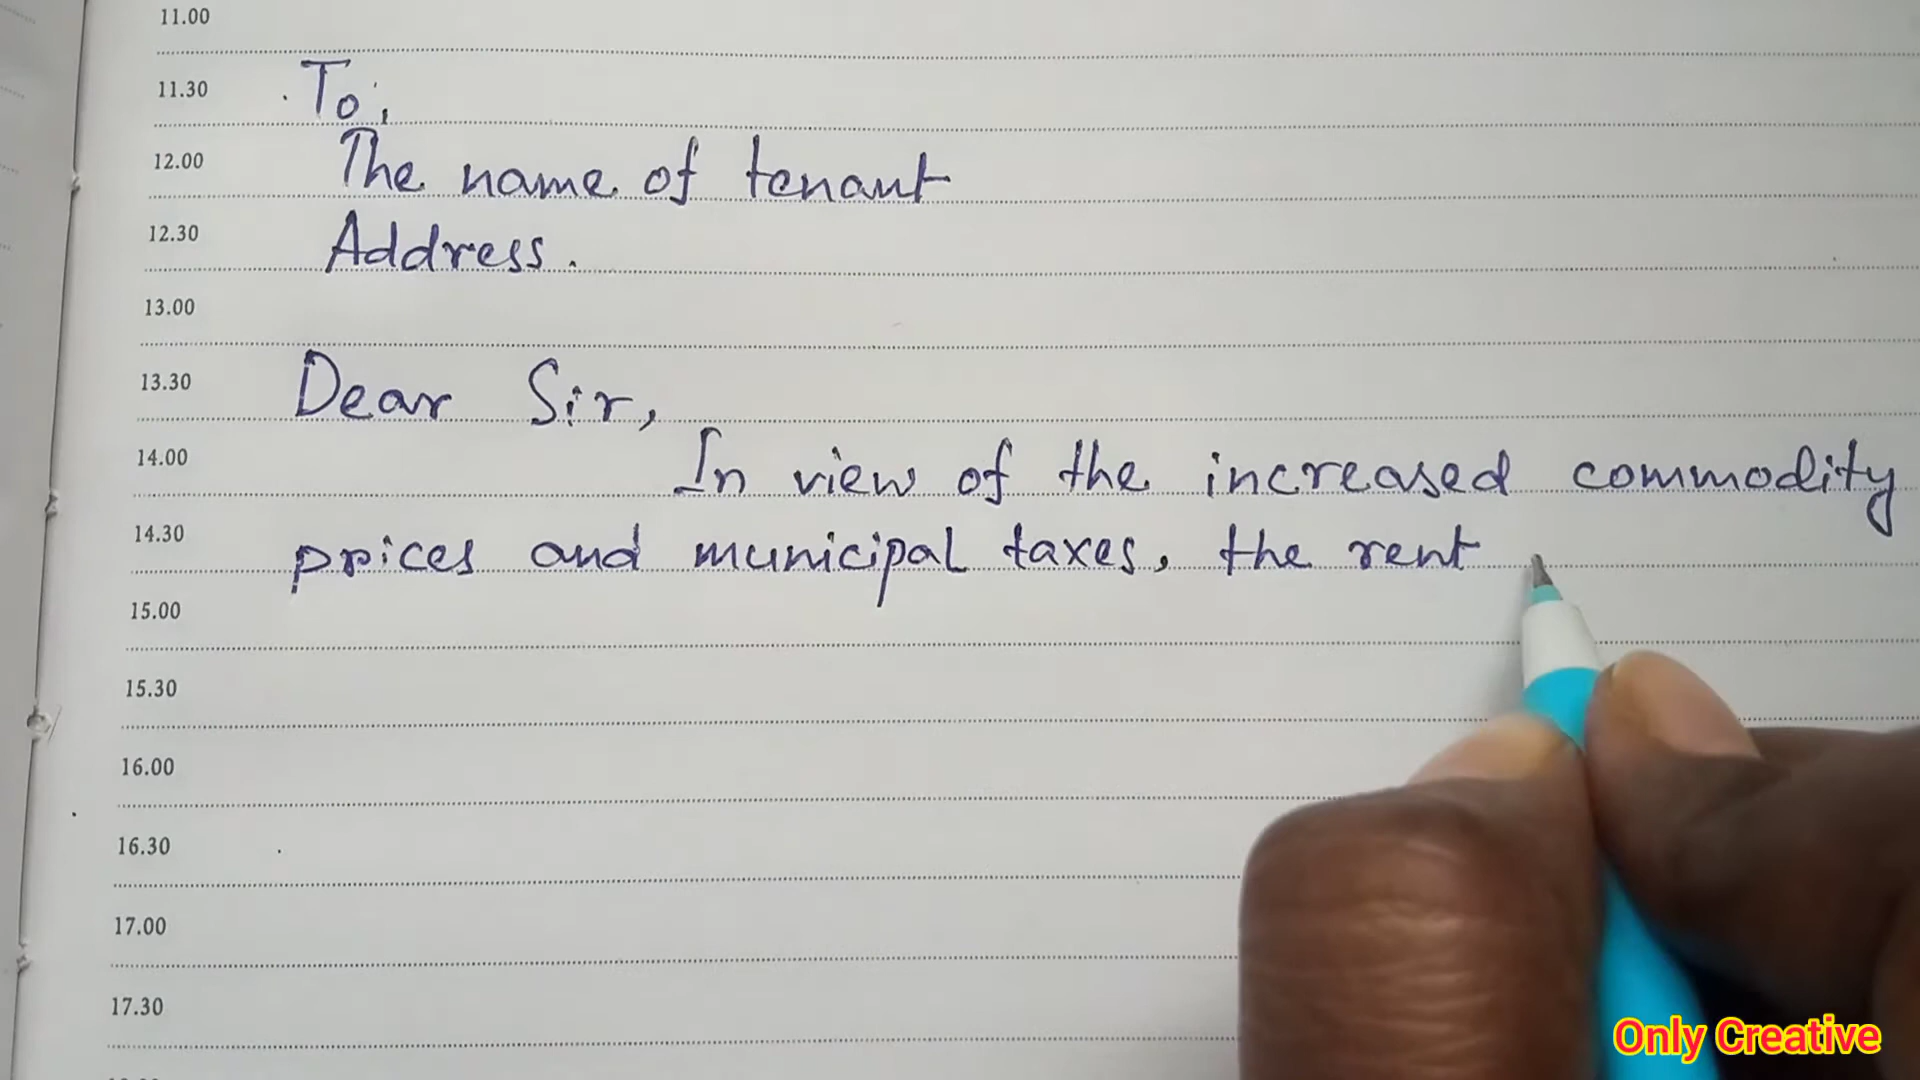 11.00
11.30 To,
12.00 The name of tenant
12.30 Address.
13.00
13.30 Dear Sir,
14.00 In view of the increased commodity
14.30 prices and municipal taxes, the rent
15.00
15.30
16.00
16.30
17.00
17.30
Only Creative